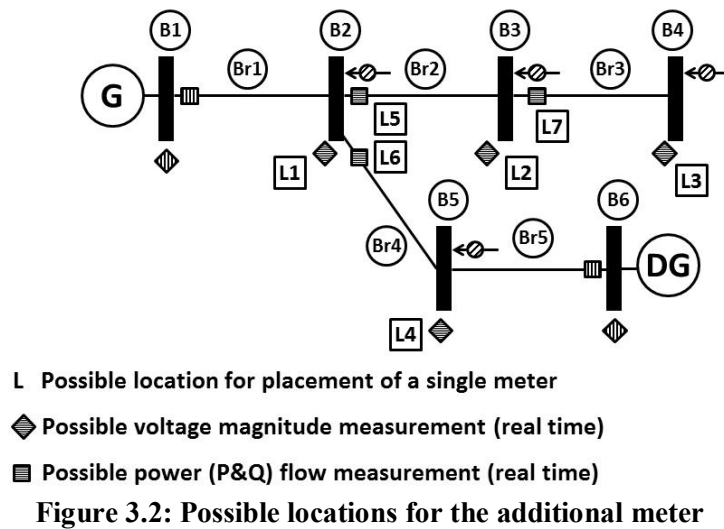 B1 B2 B3 B4
Br1 Br2 Br3
G
L5 L7
L1 L6 L2 L3
B5 B6
Br4 Br5
DG
L4
L Possible location for placement of a single meter
Possible voltage magnitude measurement (real time)
Possible power (P&Q) flow measurement (real time)
Figure 3.2: Possible locations for the additional meter